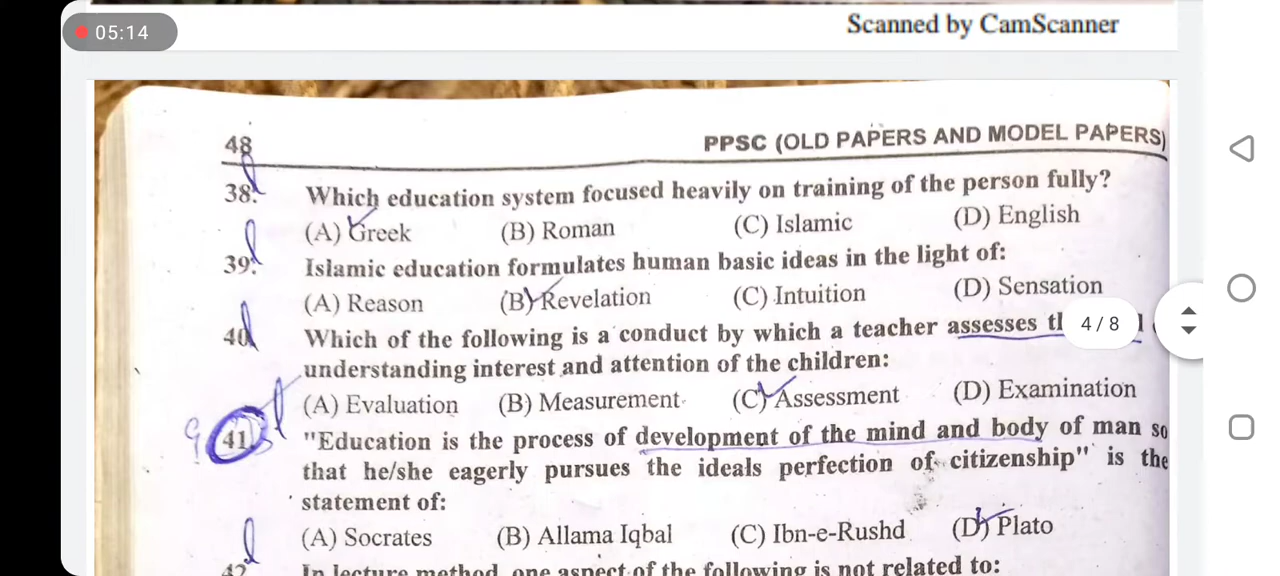 05:14
Scanned by CamScanner
48
PPSC (OLD PAPERS AND MODEL PAPERS)
38. Which education system focused heavily on training of the person fully?
(A) Greek (B) Roman (C) Islamic (D) English
39. Islamic education formulates human basic ideas in the light of:
(A) Reason (B) Revelation (C) Intuition (D) Sensation
40 Which of the following is a conduct by which a teacher assesses
4/8
understanding interest and attention of the children:
(A) Evaluation (B) Measurement (C) Assessment (D) Examination
41 "Education is the process of development of the mind and body of man so
that he/she eagerly pursues the ideals perfection of citizenship" is the
statement of:
(A) Socrates (B) Allama Iqbal (C) Ibn-e-Rushd (D) Plato
42 In lecture method, one aspect of the following is not related to: